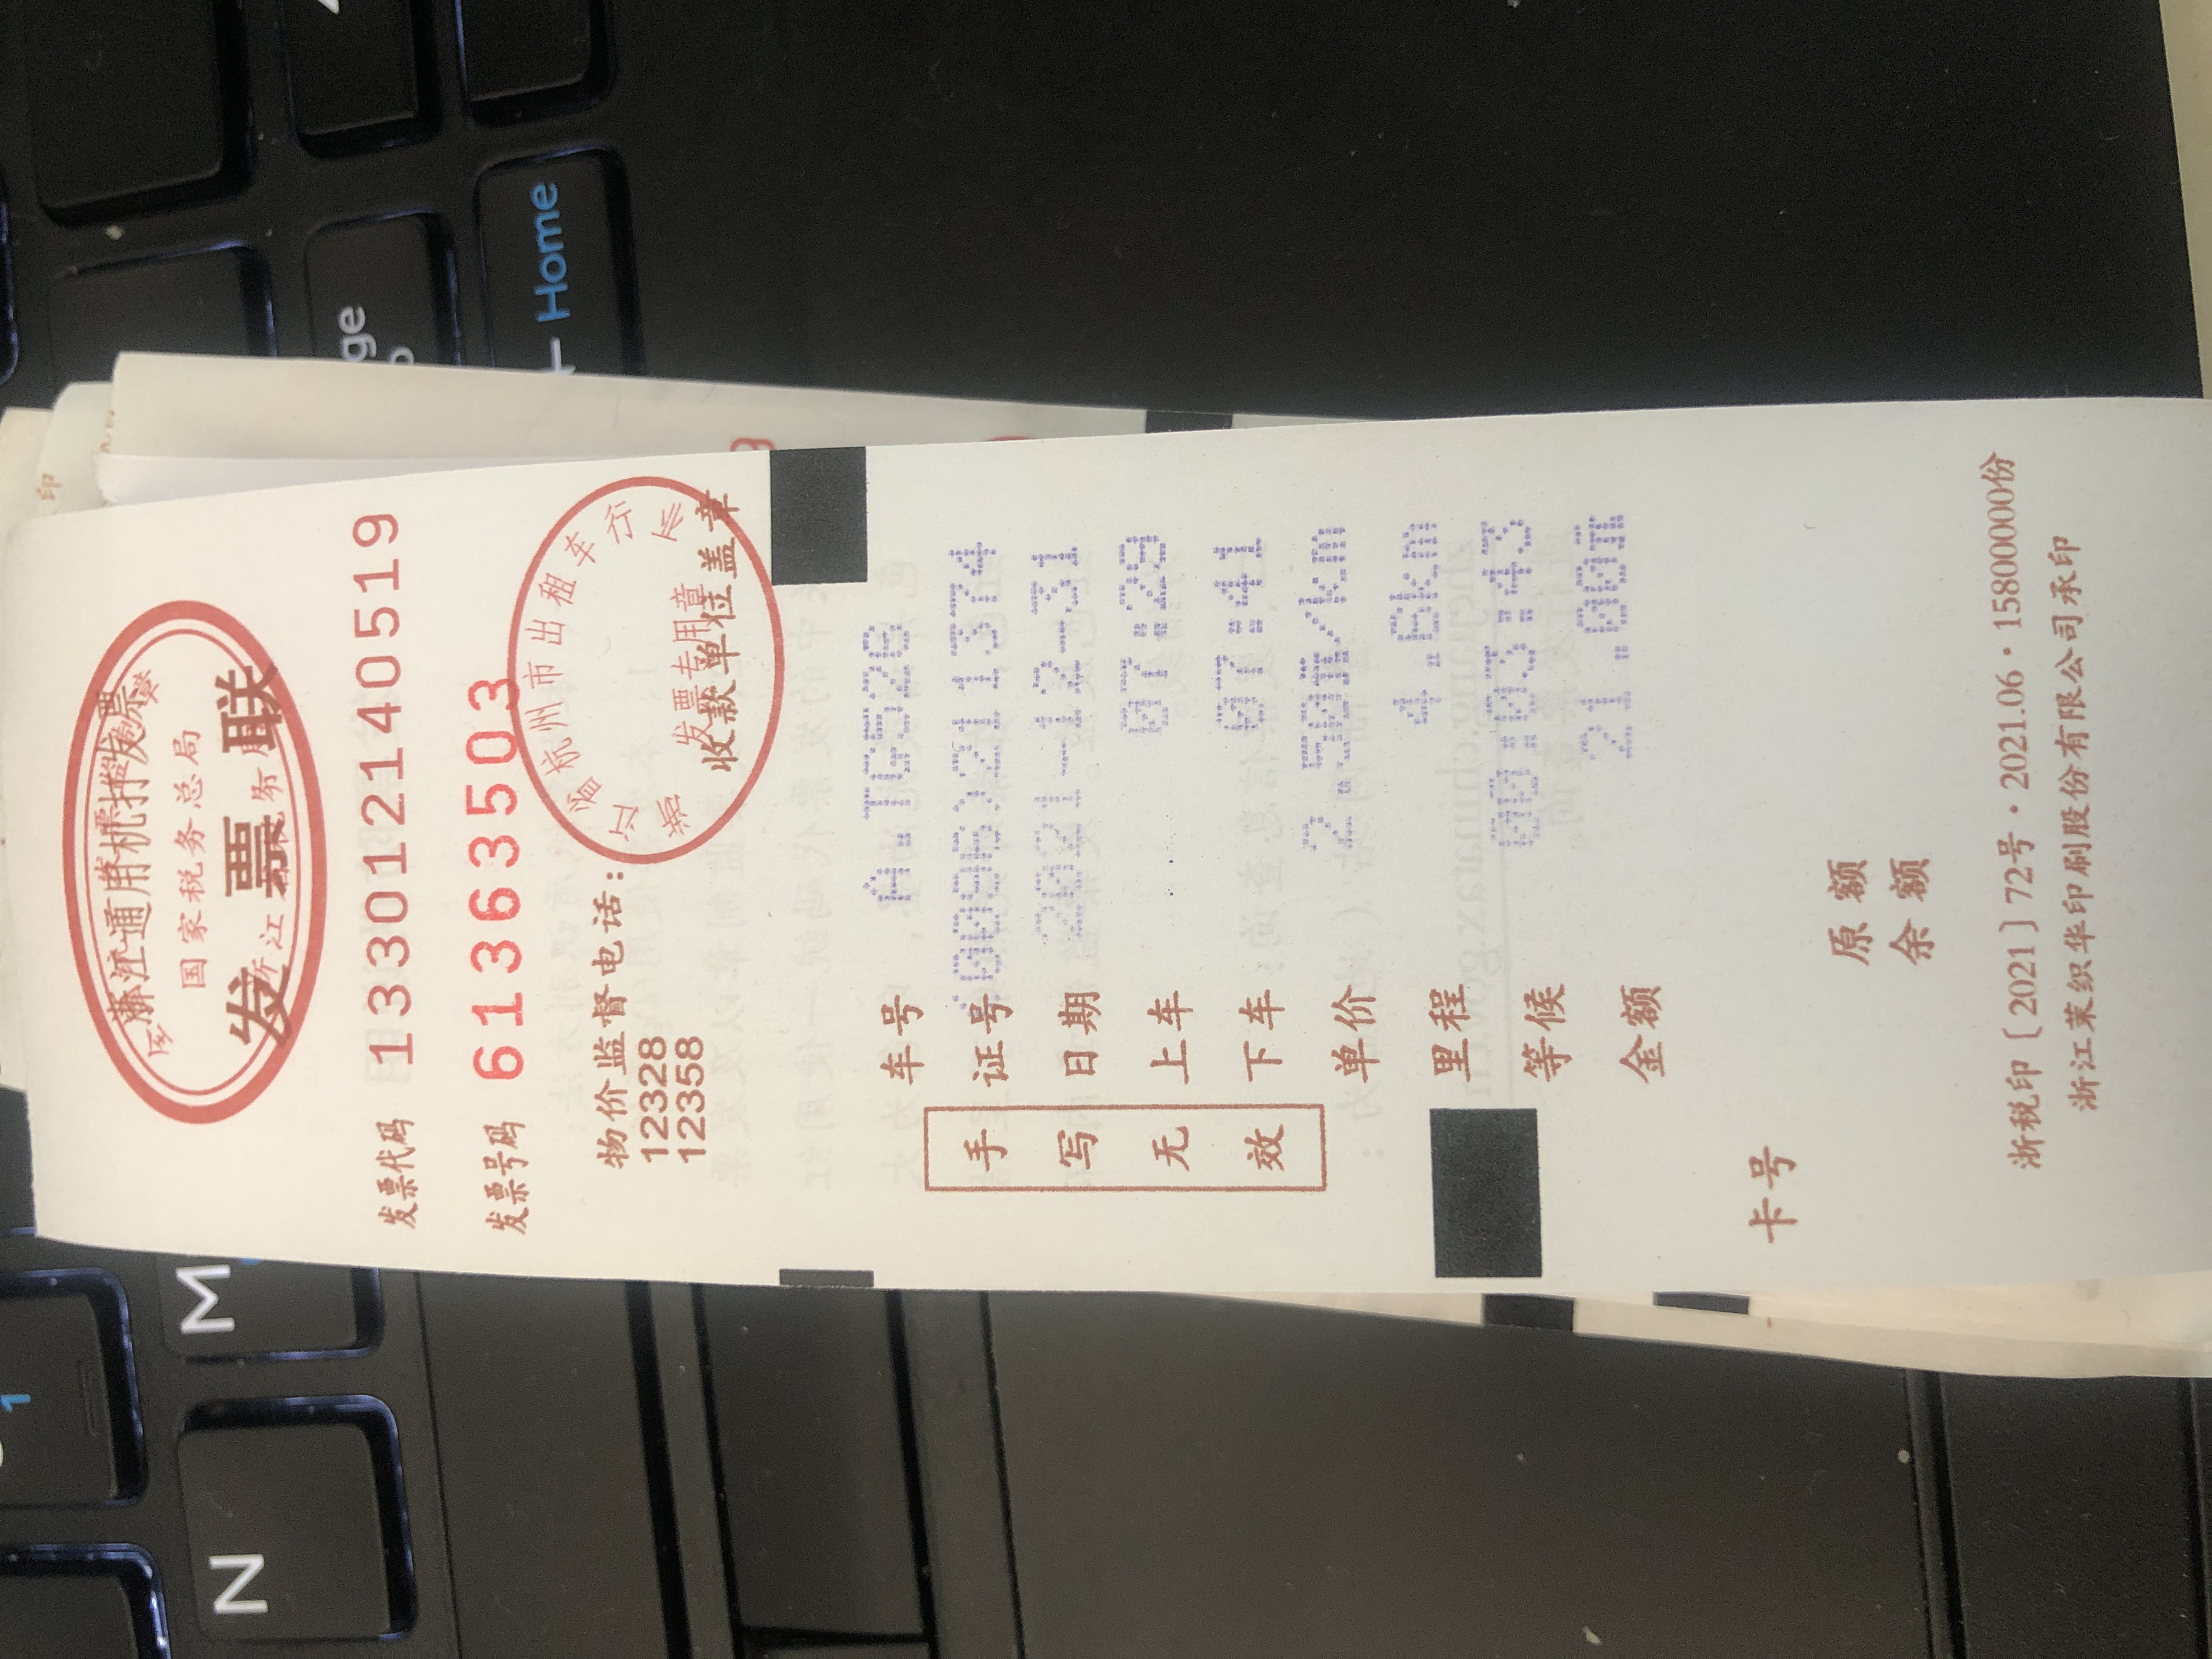 1
N
M
印
ge
Home
浙江通用机打发票
全国统一发票监制章
国家税务总局
发票联
浙江省税务局
发票代码 133012140519
发票号码 61363503
物价监督电话：
12328
12358
浙江省杭州市出租车行业
发票专用章
收款单位盖章
手写无效
车号 A.TG526
证号 (0096)211374
日期 2021-12-31
上车 07:29
下车 07:41
单价 2.50元/km
里程 4.6km
等候 00:03:43
金额 21.00元
卡号
原额
余额
浙税印〔2021〕72号·2021.06·15800000份
浙江茉织华印刷股份有限公司承印